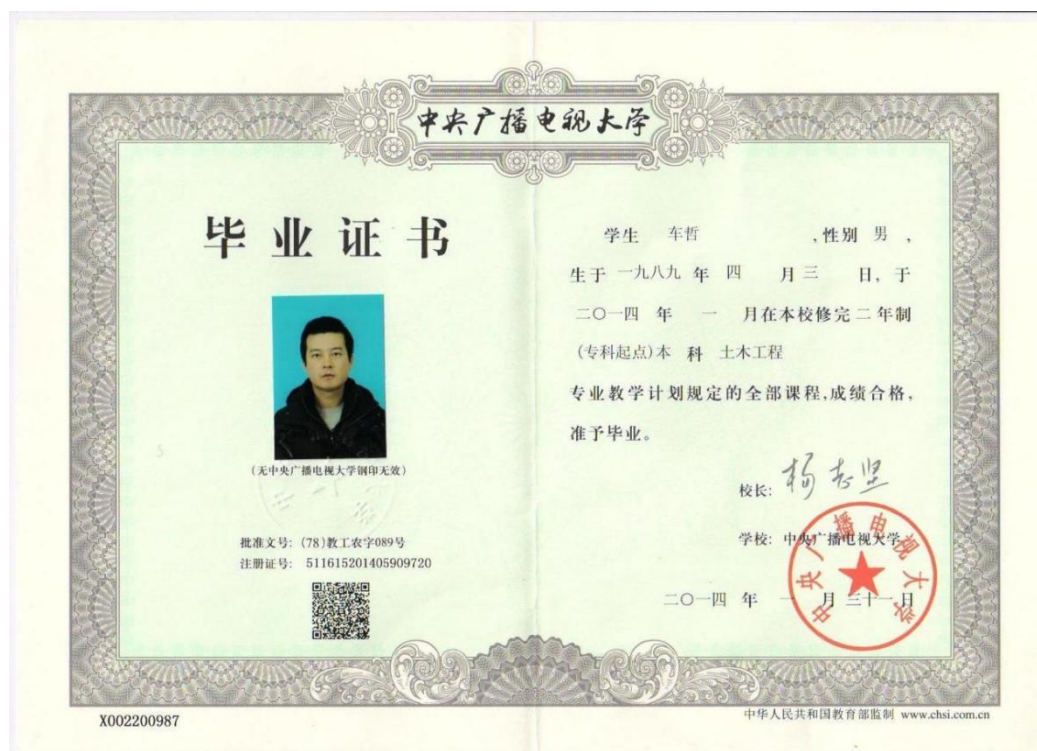 中央广播电视大学
毕业证书
(无中央广播电视大学钢印无效)
批准文号: (78)教工农字089号
注册证号: 511615201405909720
X002200987
学生 车哲 , 性别 男 ,
生于 一九八九 年 四 月 三 日, 于
二〇一四 年 一 月在本校修完 二 年制
(专科起点)本 科 土木工程
专业教学计划规定的全部课程,成绩合格,
准予毕业。
校长: 杨志坚
学校: 中央广播电视大学
中央广播电视大学
二〇一四 年 一 月 三十一 日
中华人民共和国教育部监制 www.chsi.com.cn